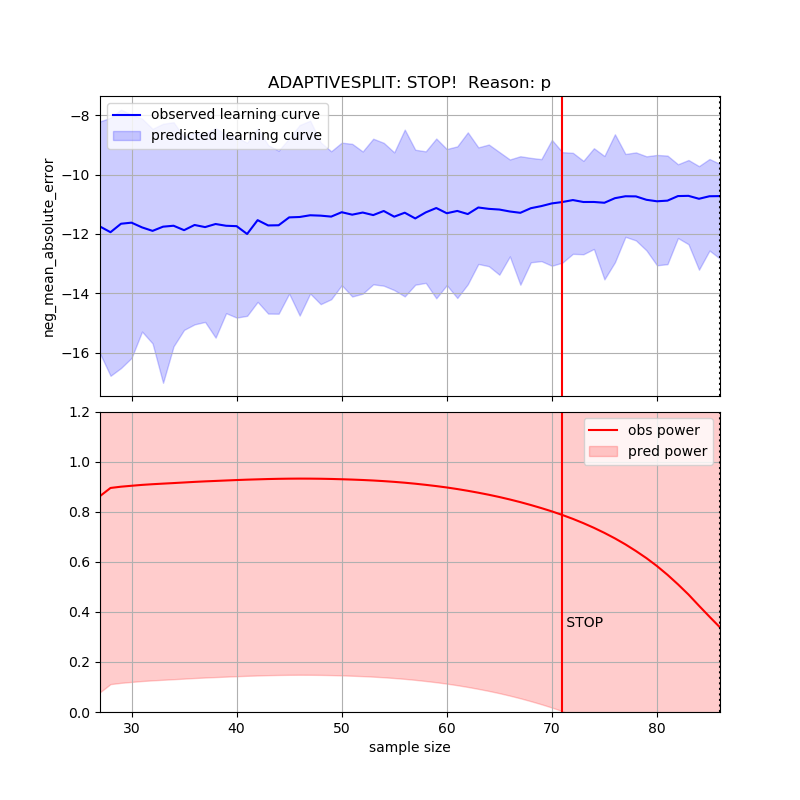 ADAPTIVESPLIT: STOP!  Reason: p
observed learning curve
predicted learning curve
neg_mean_absolute_error
−8
−10
−12
−14
−16
obs power
pred power
STOP
1.2
1.0
0.8
0.6
0.4
0.2
0.0
30 40 50 60 70 80
sample size